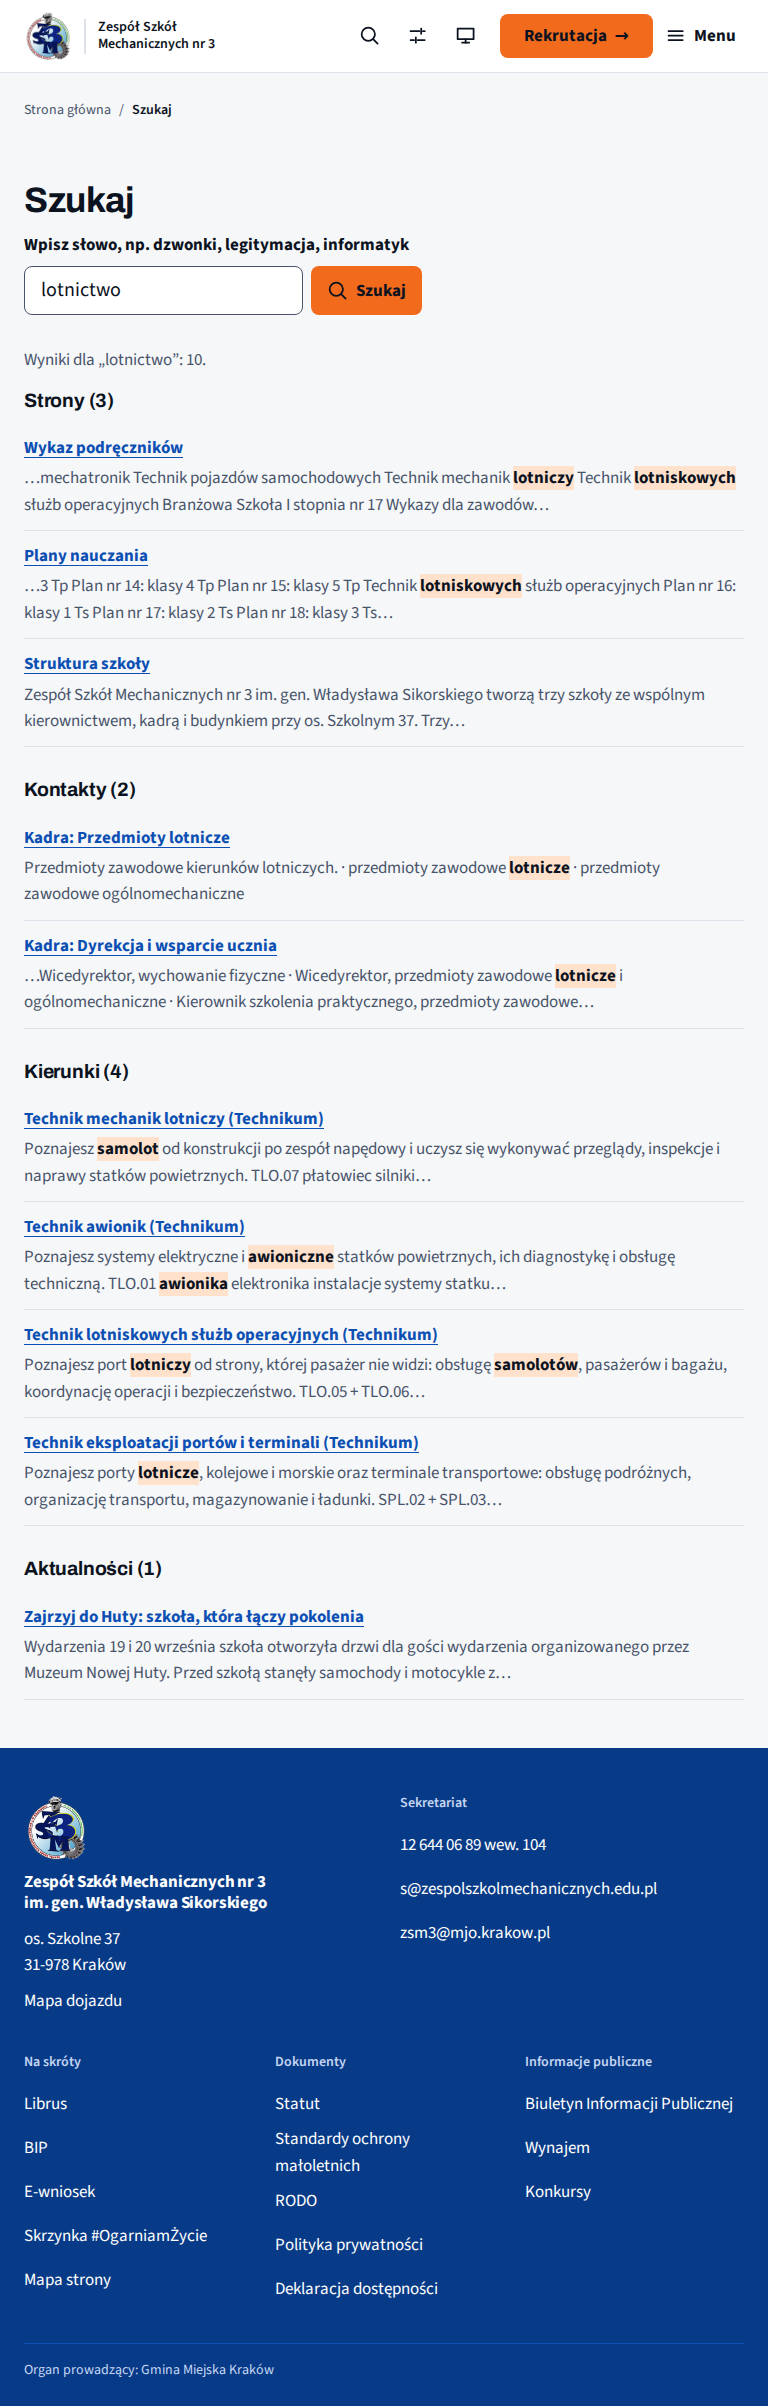 Zespół Szkół
Mechanicznych nr 3
Rekrutacja →
Menu
Strona główna / Szukaj
Szukaj
Wpisz słowo, np. dzwonki, legitymacja, informatyk
lotnictwo
Szukaj
Wyniki dla „lotnictwo”: 10.
Strony (3)
Wykaz podręczników
…mechatronik Technik pojazdów samochodowych Technik mechanik lotniczy Technik lotniskowych
służb operacyjnych Branżowa Szkoła I stopnia nr 17 Wykazy dla zawodów…
Plany nauczania
…3 Tp Plan nr 14: klasy 4 Tp Plan nr 15: klasy 5 Tp Technik lotniskowych służb operacyjnych Plan nr 16:
klasy 1 Ts Plan nr 17: klasy 2 Ts Plan nr 18: klasy 3 Ts…
Struktura szkoły
Zespół Szkół Mechanicznych nr 3 im. gen. Władysława Sikorskiego tworzą trzy szkoły ze wspólnym
kierownictwem, kadrą i budynkiem przy os. Szkolnym 37. Trzy…
Kontakty (2)
Kadra: Przedmioty lotnicze
Przedmioty zawodowe kierunków lotniczych. · przedmioty zawodowe lotnicze · przedmioty
zawodowe ogólnomechaniczne
Kadra: Dyrekcja i wsparcie ucznia
…Wicedyrektor, wychowanie fizyczne · Wicedyrektor, przedmioty zawodowe lotnicze i
ogólnomechaniczne · Kierownik szkolenia praktycznego, przedmioty zawodowe…
Kierunki (4)
Technik mechanik lotniczy (Technikum)
Poznajesz samolot od konstrukcji po zespół napędowy i uczysz się wykonywać przeglądy, inspekcje i
naprawy statków powietrznych. TLO.07 płatowiec silniki…
Technik awionik (Technikum)
Poznajesz systemy elektryczne i awioniczne statków powietrznych, ich diagnostykę i obsługę
techniczną. TLO.01 awionika elektronika instalacje systemy statku…
Technik lotniskowych służb operacyjnych (Technikum)
Poznajesz port lotniczy od strony, której pasażer nie widzi: obsługę samolotów, pasażerów i bagażu,
koordynację operacji i bezpieczeństwo. TLO.05 + TLO.06…
Technik eksploatacji portów i terminali (Technikum)
Poznajesz porty lotnicze, kolejowe i morskie oraz terminale transportowe: obsługę podróżnych,
organizację transportu, magazynowanie i ładunki. SPL.02 + SPL.03…
Aktualności (1)
Zajrzyj do Huty: szkoła, która łączy pokolenia
Wydarzenia 19 i 20 września szkoła otworzyła drzwi dla gości wydarzenia organizowanego przez
Muzeum Nowej Huty. Przed szkołą stanęły samochody i motocykle z…
Zespół Szkół Mechanicznych nr 3
im. gen. Władysława Sikorskiego
os. Szkolne 37
31-978 Kraków
Mapa dojazdu
Sekretariat
12 644 06 89 wew. 104
s@zespolszkolmechanicznych.edu.pl
zsm3@mjo.krakow.pl
Na skróty
Librus
BIP
E-wniosek
Skrzynka #OgarniamŻycie
Mapa strony
Dokumenty
Statut
Standardy ochrony
małoletnich
RODO
Polityka prywatności
Deklaracja dostępności
Informacje publiczne
Biuletyn Informacji Publicznej
Wynajem
Konkursy
Organ prowadzący: Gmina Miejska Kraków